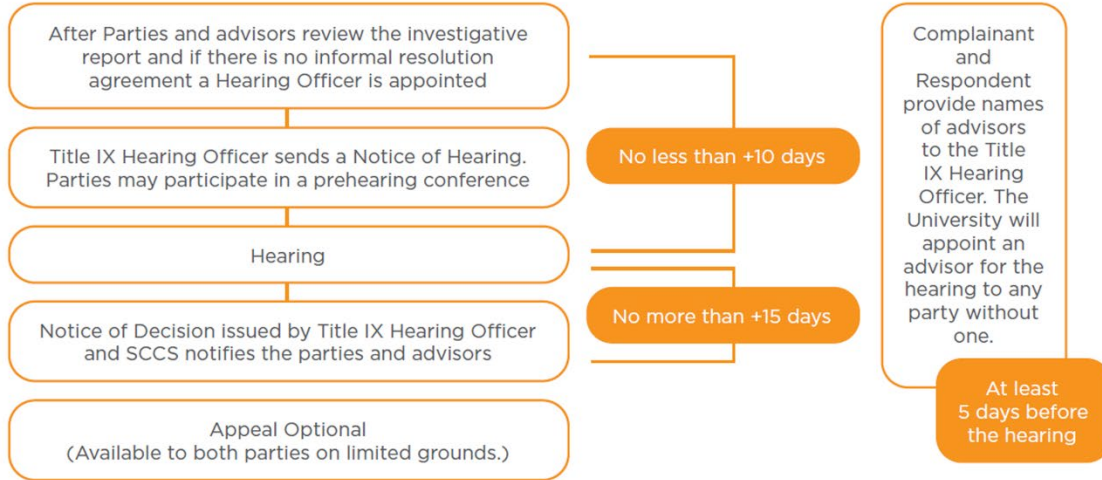 After Parties and advisors review the investigative
report and if there is no informal resolution
agreement a Hearing Officer is appointed
Title IX Hearing Officer sends a Notice of Hearing.
Parties may participate in a prehearing conference
No less than +10 days
Hearing
No more than +15 days
Notice of Decision issued by Title IX Hearing Officer
and SCCS notifies the parties and advisors
Appeal Optional
(Available to both parties on limited grounds.)
Complainant
and
Respondent
provide names
of advisors
to the Title
IX Hearing
Officer. The
University will
appoint an
advisor for the
hearing to any
party without
one.
At least
5 days before
the hearing